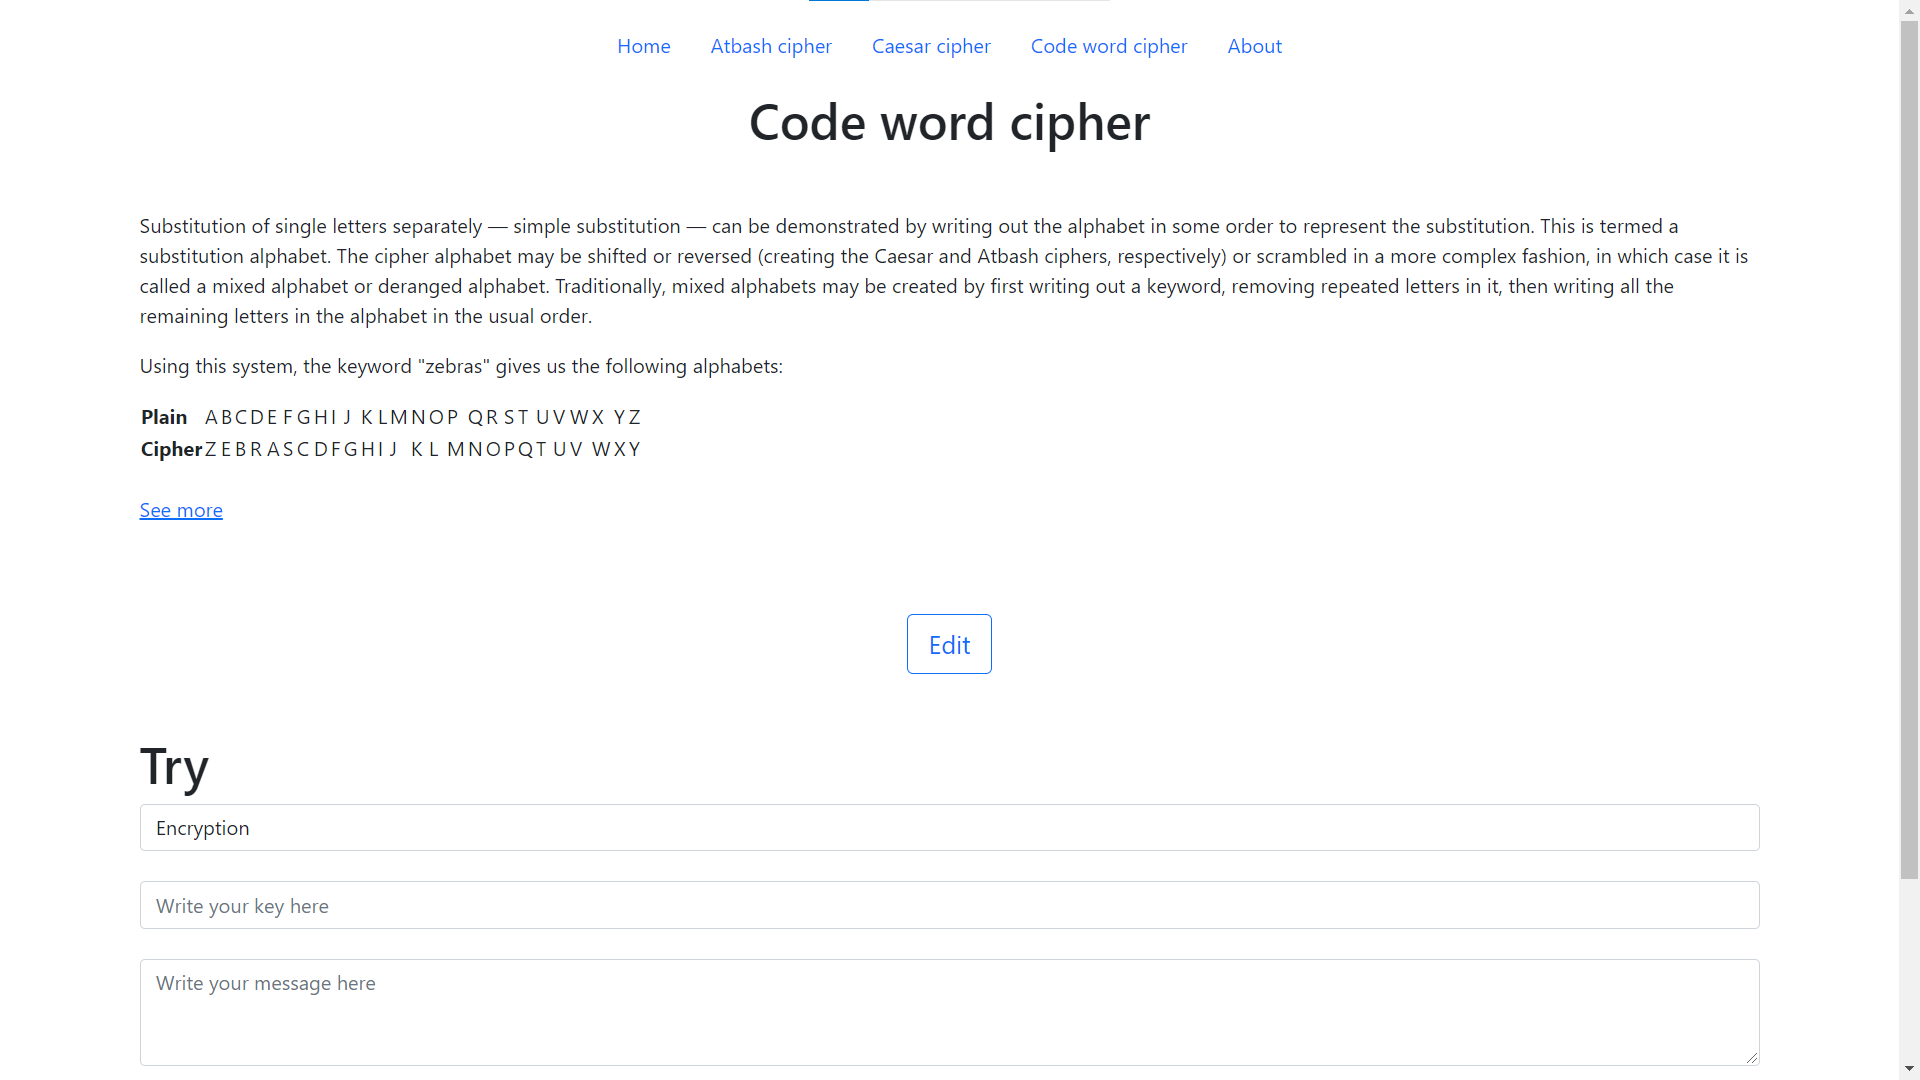 Home Atbash cipher Caesar cipher Code word cipher About
Code word cipher
Substitution of single letters separately — simple substitution — can be demonstrated by writing out the alphabet in some order to represent the substitution. This is termed a
substitution alphabet. The cipher alphabet may be shifted or reversed (creating the Caesar and Atbash ciphers, respectively) or scrambled in a more complex fashion, in which case it is
called a mixed alphabet or deranged alphabet. Traditionally, mixed alphabets may be created by first writing out a keyword, removing repeated letters in it, then writing all the
remaining letters in the alphabet in the usual order.
Using this system, the keyword "zebras" gives us the following alphabets:
Plain A B C D E F G H I J K L M N O P Q R S T U V W X Y Z
Cipher Z E B R A S C D F G H I J K L M N O P Q T U V W X Y
See more
Edit
Try
Encryption
Write your key here
Write your message here